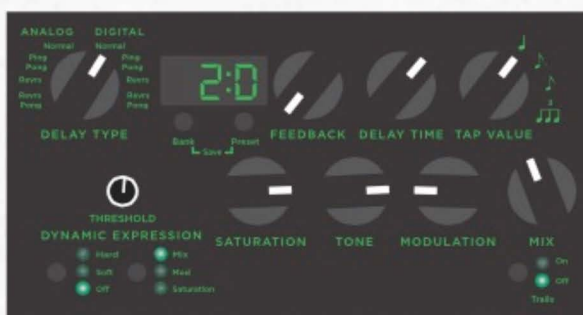 ANALOG DIGITAL
Normal Normal
Ping Pong Ping Pong
Revrs Revrs
Revrs Pong Revrs Pong
DELAY TYPE
2:0
Bank Preset
Save
FEEDBACK DELAY TIME TAP VALUE
3
THRESHOLD
DYNAMIC EXPRESSION
Hard
Soft
Off
Mix
Mod
Saturation
SATURATION TONE MODULATION MIX
On
Off
Trails